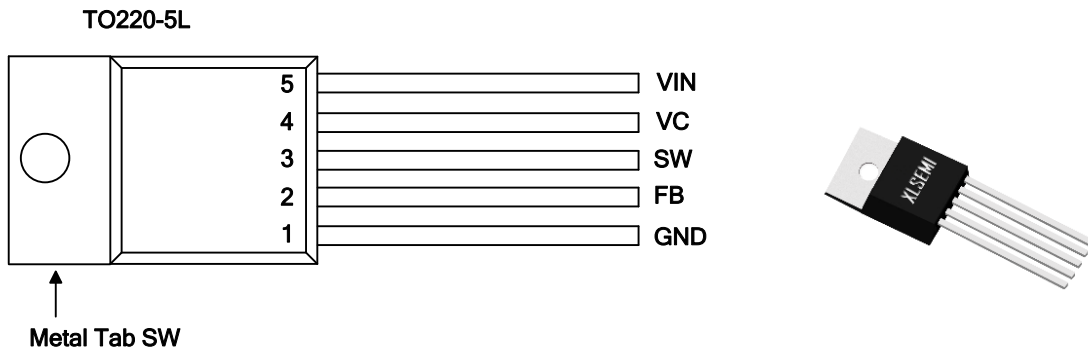 TO220-5L
5 VIN
4 VC
3 SW
2 FB
1 GND
Metal Tab SW
XLSEMI